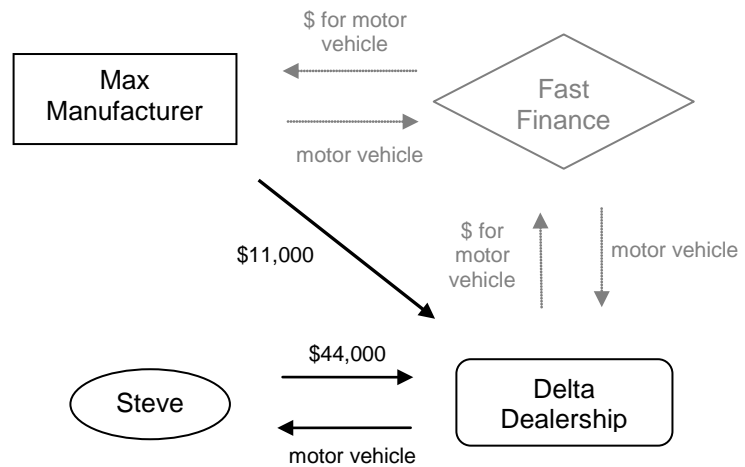 $ for motor
vehicle
Max
Manufacturer
Fast
Finance
motor vehicle
$11,000
$ for
motor
vehicle
motor vehicle
$44,000
Steve
Delta
Dealership
motor vehicle